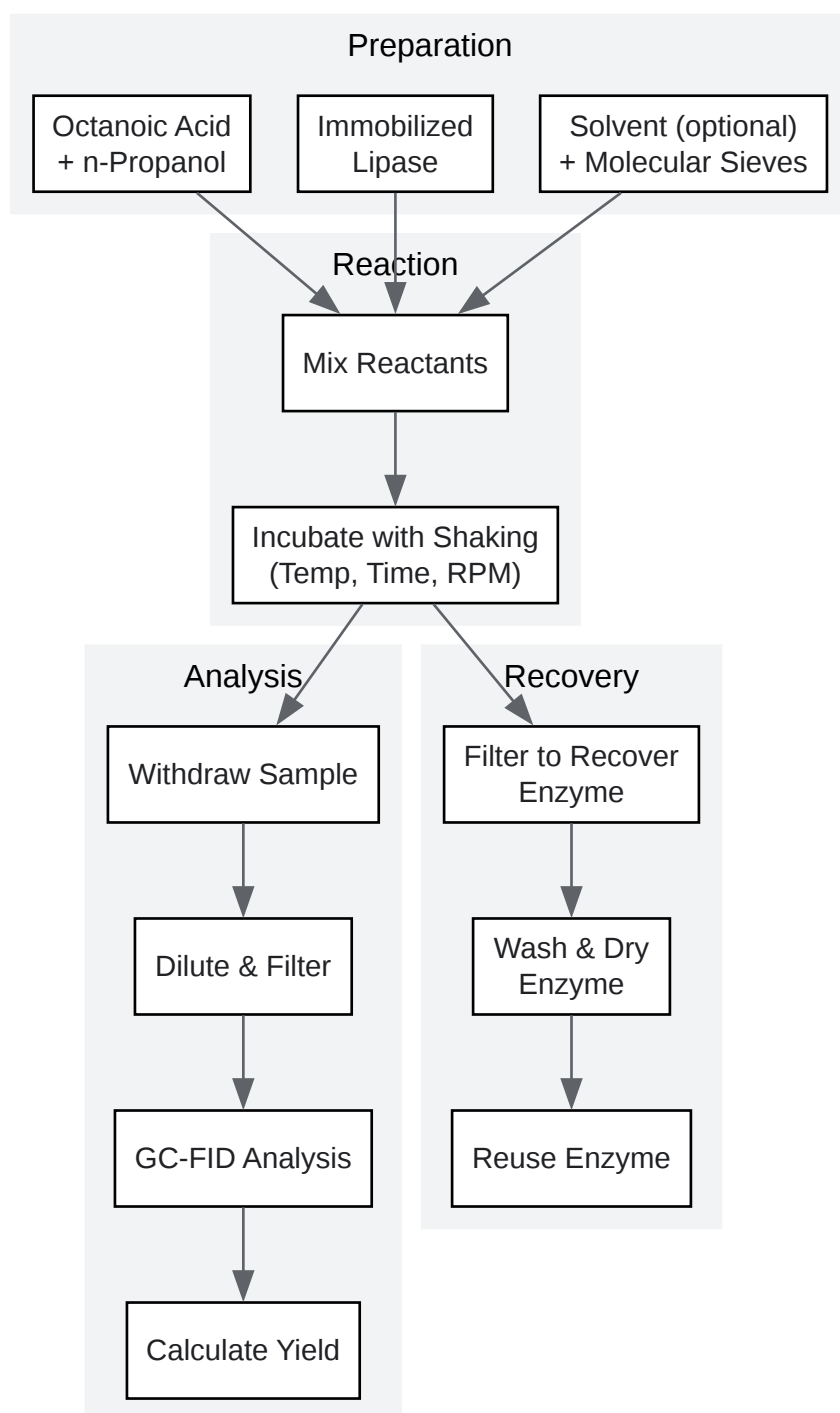 Preparation
Octanoic Acid
+ n-Propanol
Immobilized
Lipase
Solvent (optional)
+ Molecular Sieves
Reaction
Mix Reactants
Incubate with Shaking
(Temp, Time, RPM)
Analysis
Withdraw Sample
Dilute & Filter
GC-FID Analysis
Calculate Yield
Recovery
Filter to Recover
Enzyme
Wash & Dry
Enzyme
Reuse Enzyme